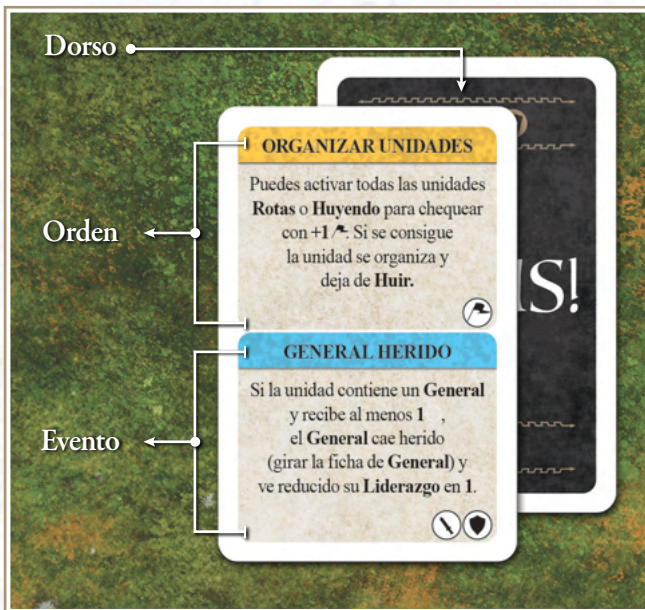 Dorso
ORGANIZAR UNIDADES
Puedes activar todas las unidades
Rotas o Huyendo para chequear
con +1 . Si se consigue
la unidad se organiza y
deja de Huir.
Orden
GENERAL HERIDO
Si la unidad contiene un General
y recibe al menos 1 ,
el General cae herido
(girar la ficha de General) y
ve reducido su Liderazgo en 1.
Evento